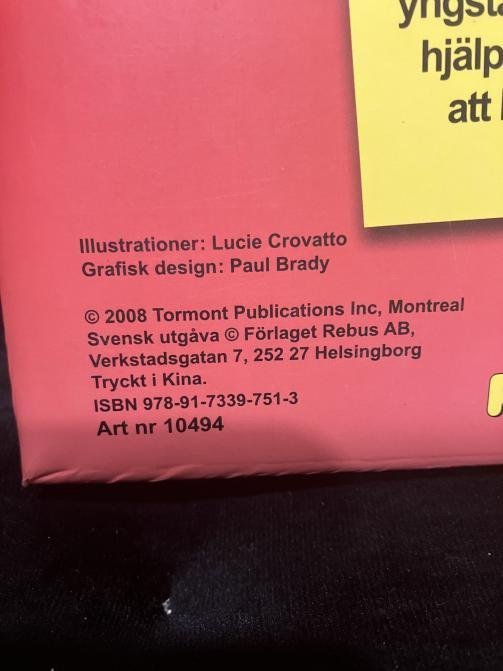 hjälp
att
Illustrationer: Lucie Crovatto
Grafisk design: Paul Brady
© 2008 Tormont Publications Inc, Montreal
Svensk utgåva © Förlaget Rebus AB,
Verkstadsgatan 7, 252 27 Helsingborg
Tryckt i Kina.
ISBN 978-91-7339-751-3
Art nr 10494